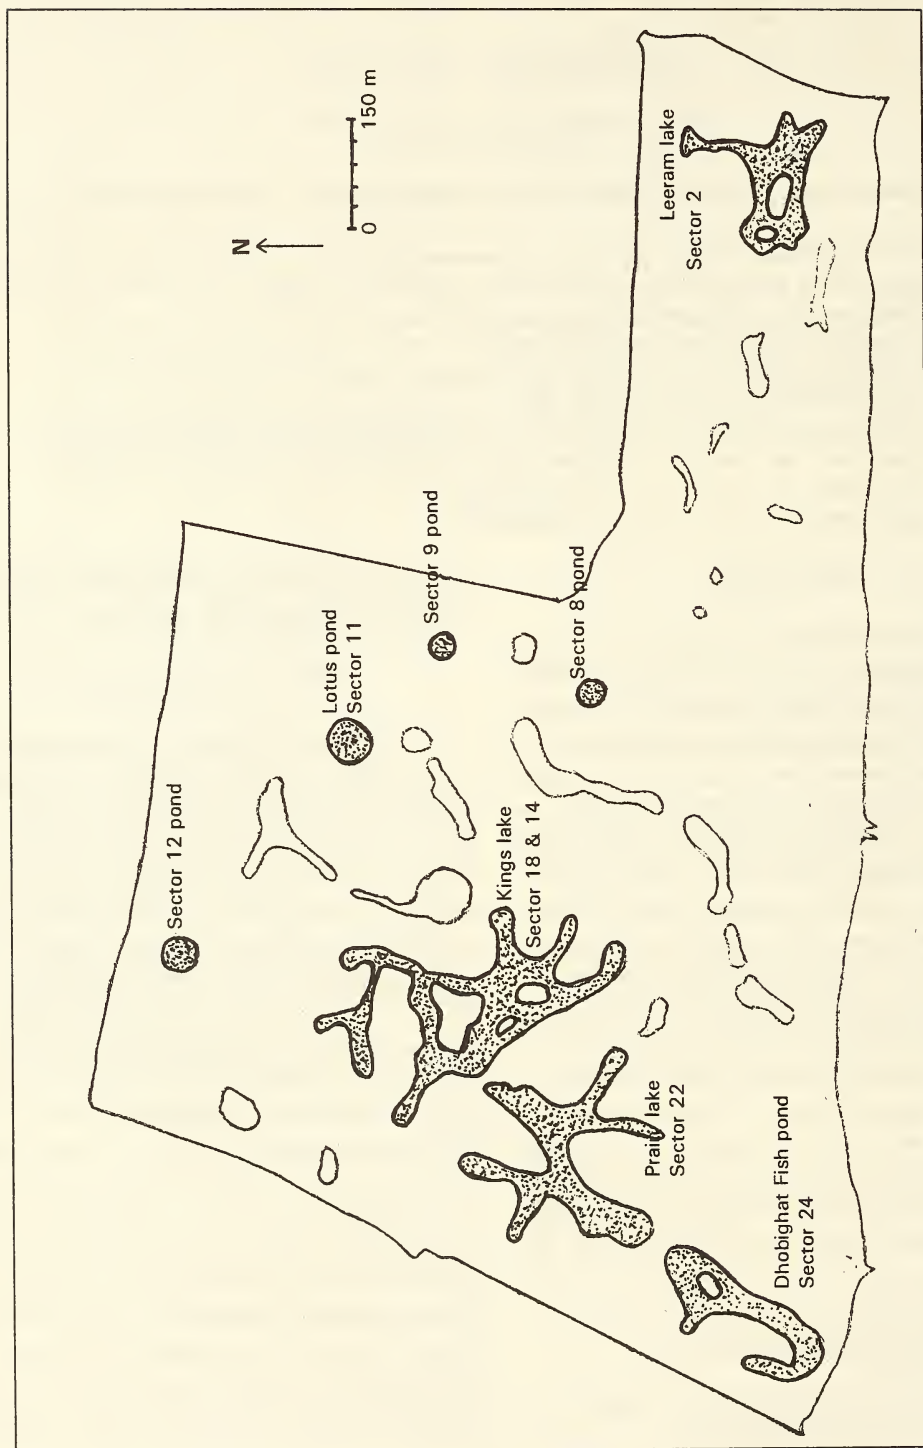 N
0 150 m
Leeram lake
Sector 2
Sector 9 pond
Lotus pond
Sector 11
Sector 8 pond
Sector 12 pond
Kings lake
Sector 18 & 14
lake
Sector 22
Dhobighat Fish pond
Sector 24